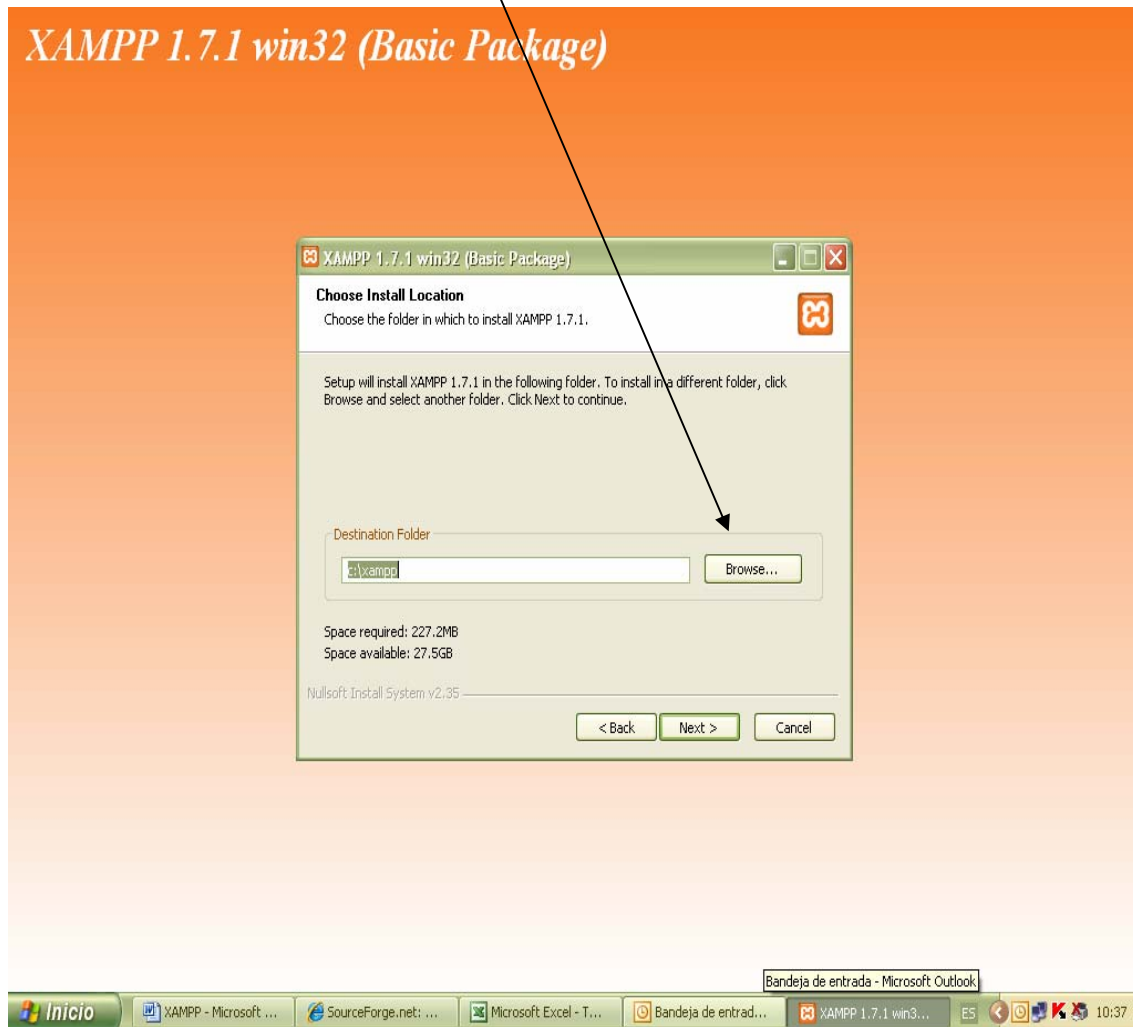 XAMPP 1.7.1 win32 (Basic Package)
XAMPP 1.7.1 win32 (Basic Package)
Choose Install Location
Choose the folder in which to install XAMPP 1.7.1.
Setup will install XAMPP 1.7.1 in the following folder. To install in a different folder, click
Browse and select another folder. Click Next to continue.
Destination Folder
c:\xampp
Browse...
Space required: 227.2MB
Space available: 27.5GB
Nullsoft Install System v2.35
< Back
Next >
Cancel
Bandeja de entrada - Microsoft Outlook
Inicio
XAMPP - Microsoft ...
SourceForge.net: ...
Microsoft Excel - T...
Bandeja de entrad...
XAMPP 1.7.1 win3...
ES
10:37